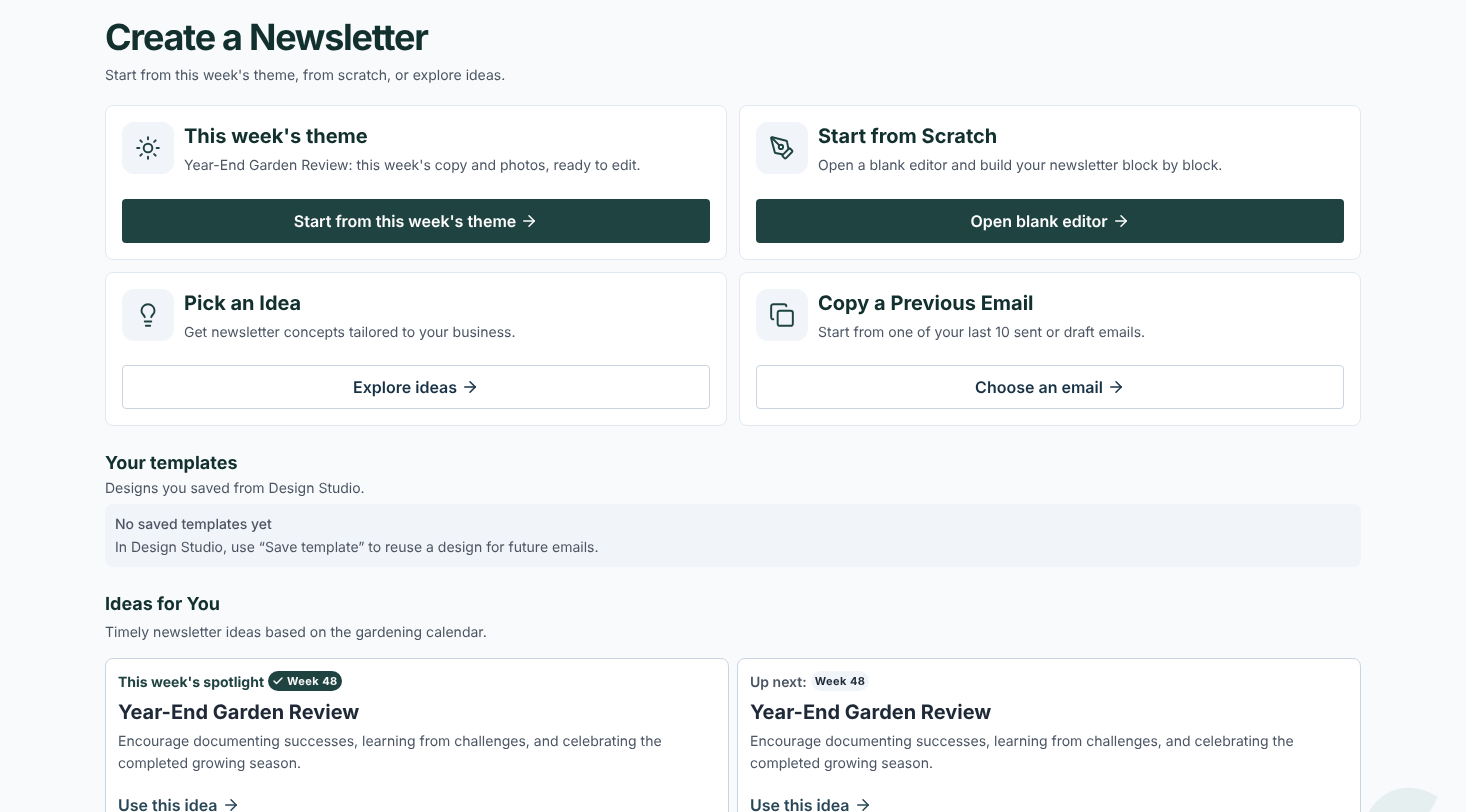 Create a Newsletter
Start from this week's theme, from scratch, or explore ideas.
This week's theme
Year-End Garden Review: this week's copy and photos, ready to edit.
Start from this week's theme →
Start from Scratch
Open a blank editor and build your newsletter block by block.
Open blank editor →
Pick an Idea
Get newsletter concepts tailored to your business.
Explore ideas →
Copy a Previous Email
Start from one of your last 10 sent or draft emails.
Choose an email →
Your templates
Designs you saved from Design Studio.
No saved templates yet
In Design Studio, use “Save template” to reuse a design for future emails.
Ideas for You
Timely newsletter ideas based on the gardening calendar.
This week's spotlight ✓ Week 48
Year-End Garden Review
Encourage documenting successes, learning from challenges, and celebrating the
completed growing season.
Use this idea →
Up next: Week 48
Year-End Garden Review
Encourage documenting successes, learning from challenges, and celebrating the
completed growing season.
Use this idea →